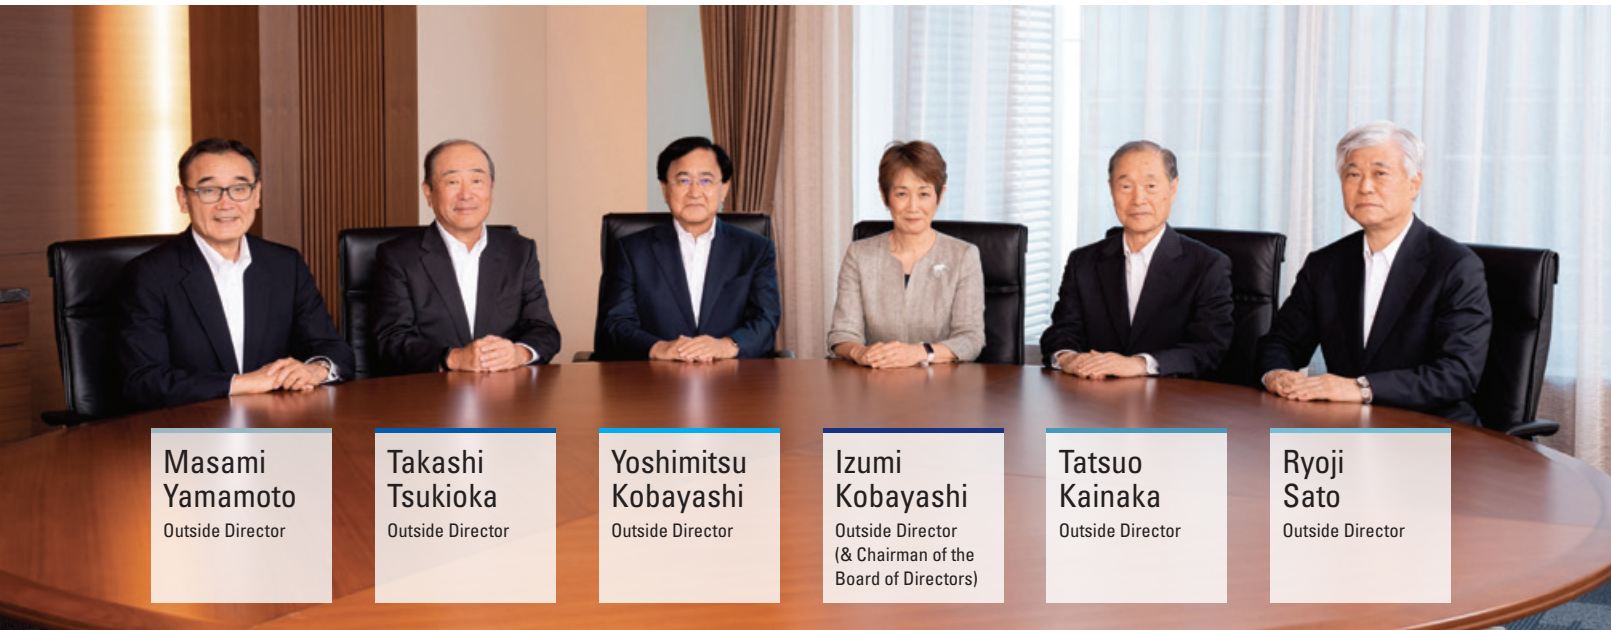 Masami
Yamamoto
Outside Director
Takashi
Tsukioka
Outside Director
Yoshimitsu
Kobayashi
Outside Director
Izumi
Kobayashi
Outside Director
(& Chairman of the
Board of Directors)
Tatsuo
Kainaka
Outside Director
Ryoji
Sato
Outside Director